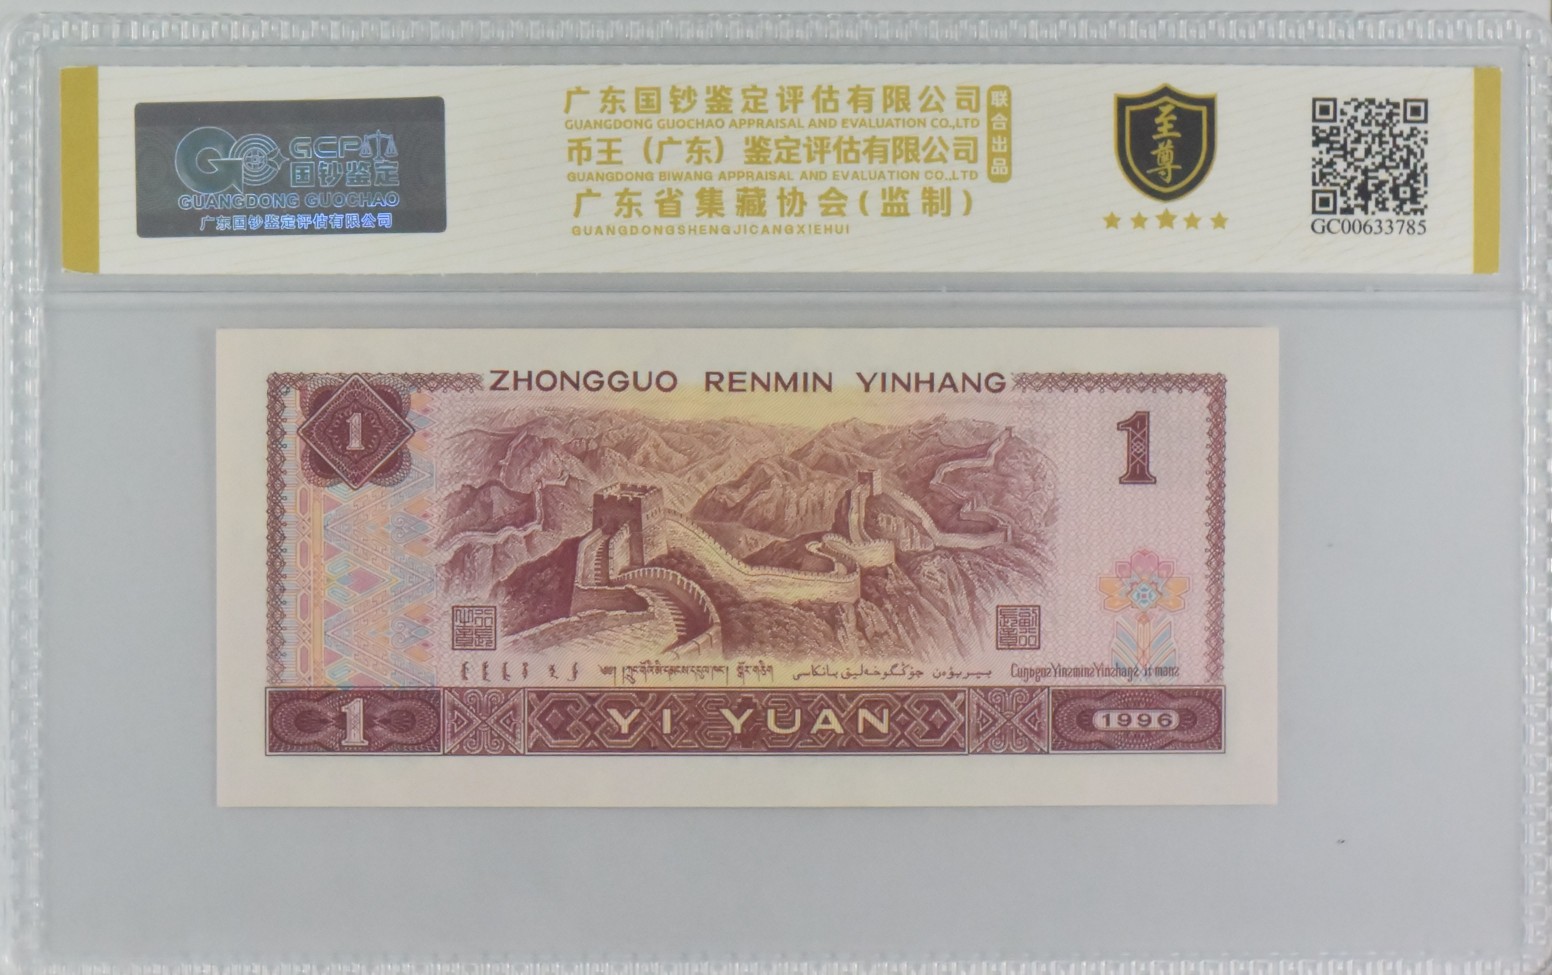 GCP
国钞鉴定
GUANGDONG GUOCHAO
广东国钞鉴定评估有限公司
广东国钞鉴定评估有限公司
GUANGDONG GUOCHAO APPRAISAL AND EVALUATION CO.,LTD
币王（广东）鉴定评估有限公司
GUANGDONG BIWANG APPRAISAL AND EVALUATION CO.,LTD
联合出品
广东省集藏协会(监制)
GUANGDONGSHENGJICANGXIEHUI
至尊
GC00633785
ZHONGGUO RENMIN YINHANG
1
1
1
YI YUAN
1996